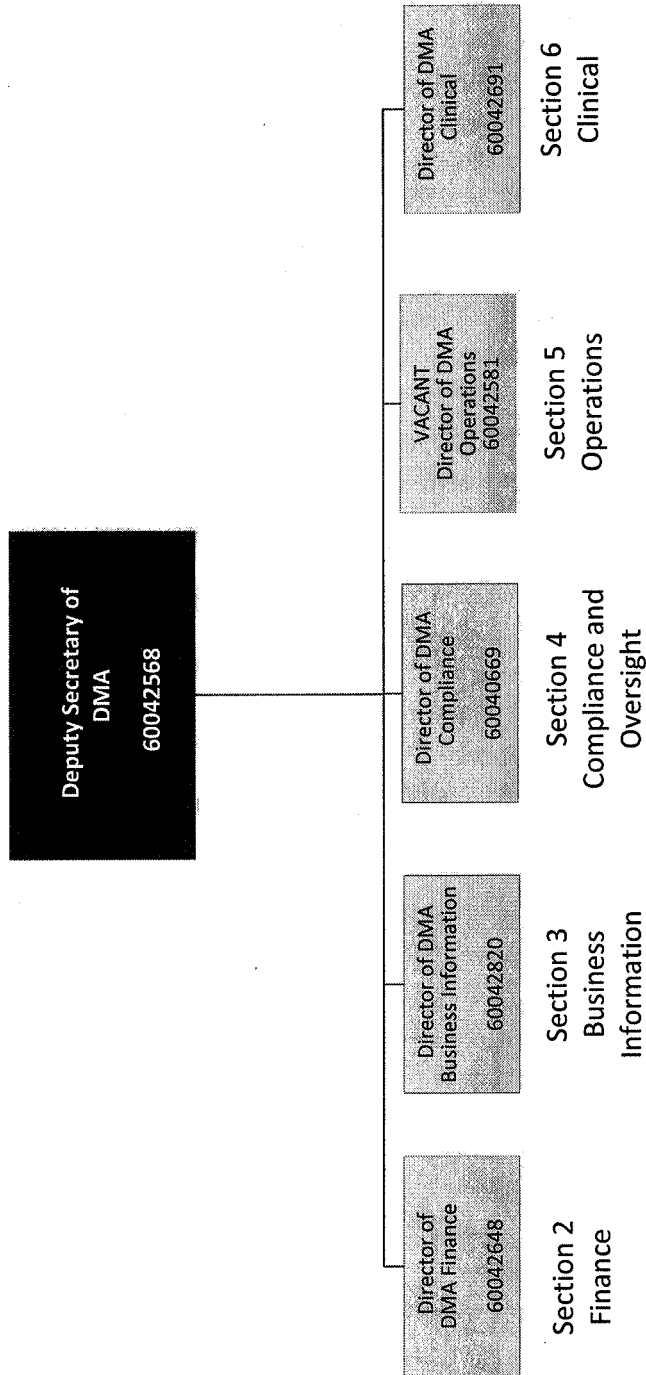 Deputy Secretary of
DMA
60042568
Director of
DMA Finance
60042648
Section 2
Finance
Director of DMA
Business Information
60042820
Section 3
Business
Information
Director of DMA
Compliance
60040669
Section 4
Compliance and
Oversight
VACANT
Director of DMA
Operations
60042581
Section 5
Operations
Director of DMA
Clinical
60042691
Section 6
Clinical